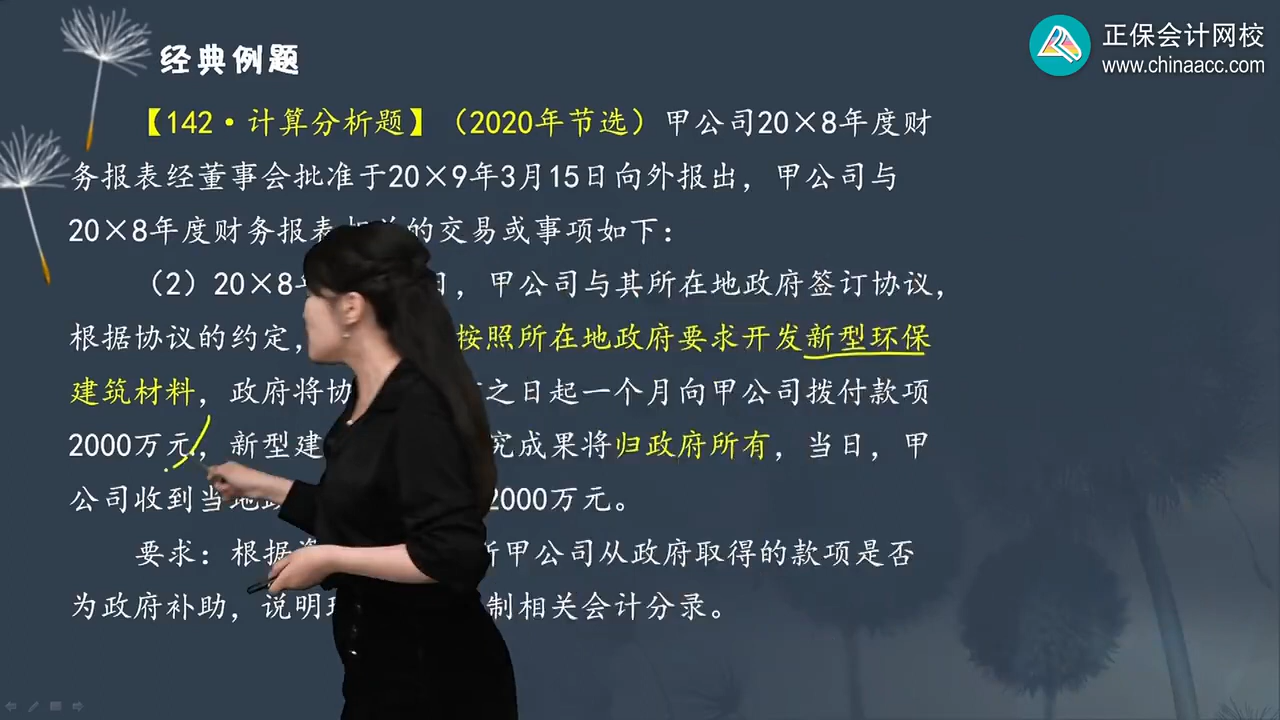 经典例题
正保会计网校
www.chinaacc.com
【142·计算分析题】（2020年节选）甲公司20×8年度财
务报表经董事会批准于20×9年3月15日向外报出，甲公司与
20×8年度财务报表相关的交易或事项如下：
（2）20×8年 日，甲公司与其所在地政府签订协议，
根据协议的约定， 按照所在地政府要求开发新型环保
建筑材料，政府将协 之日起一个月向甲公司拨付款项
2000万元，新型建 究成果将归政府所有，当日，甲
公司收到当地政 2000万元。
要求：根据资 甲公司从政府取得的款项是否
为政府补助，说明理 制相关会计分录。